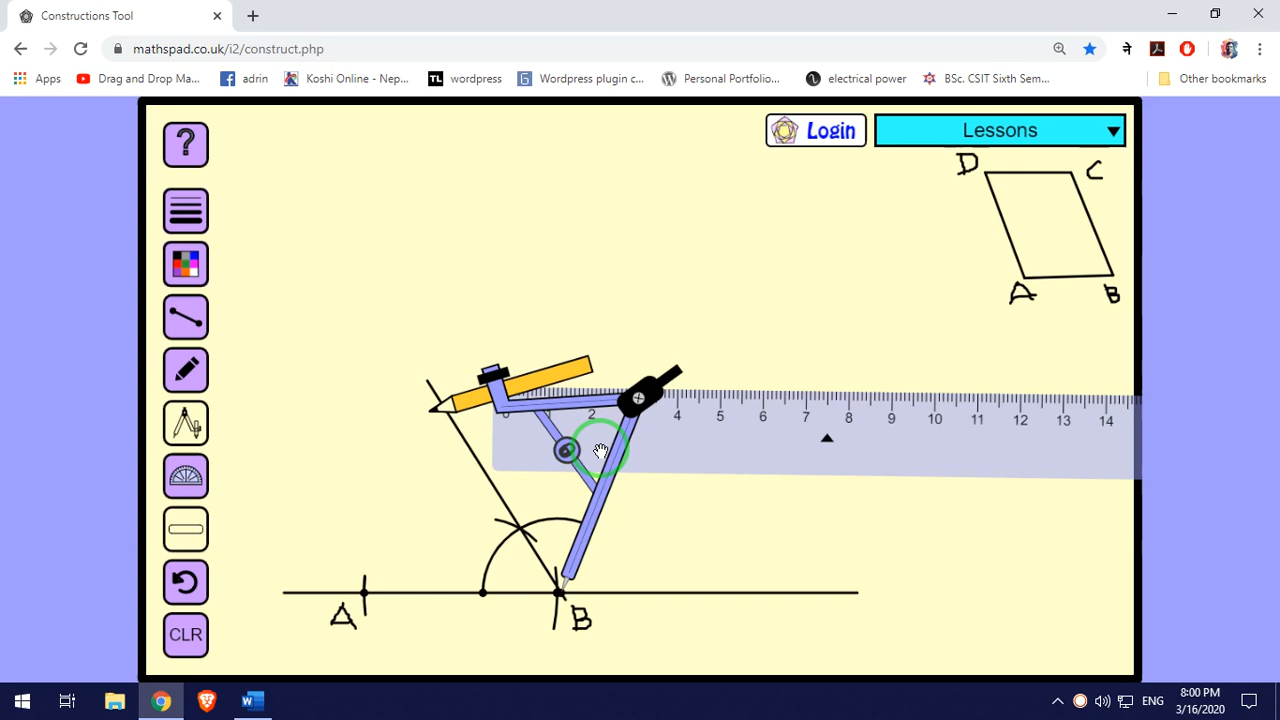 Constructions Tool
mathspad.co.uk/i2/construct.php
ने
Apps Drag and Drop Ma... adrin Koshi Online - Nepa... TL wordpress Wordpress plugin c... Personal Portfolio... electrical power BSc. CSIT Sixth Sem... Other bookmarks
? Login Lessons
D C
A B
0 1 2 4 5 6 7 8 9 10 11 12 13 14
A B
CLR
W ENG 8:00 PM
3/16/2020